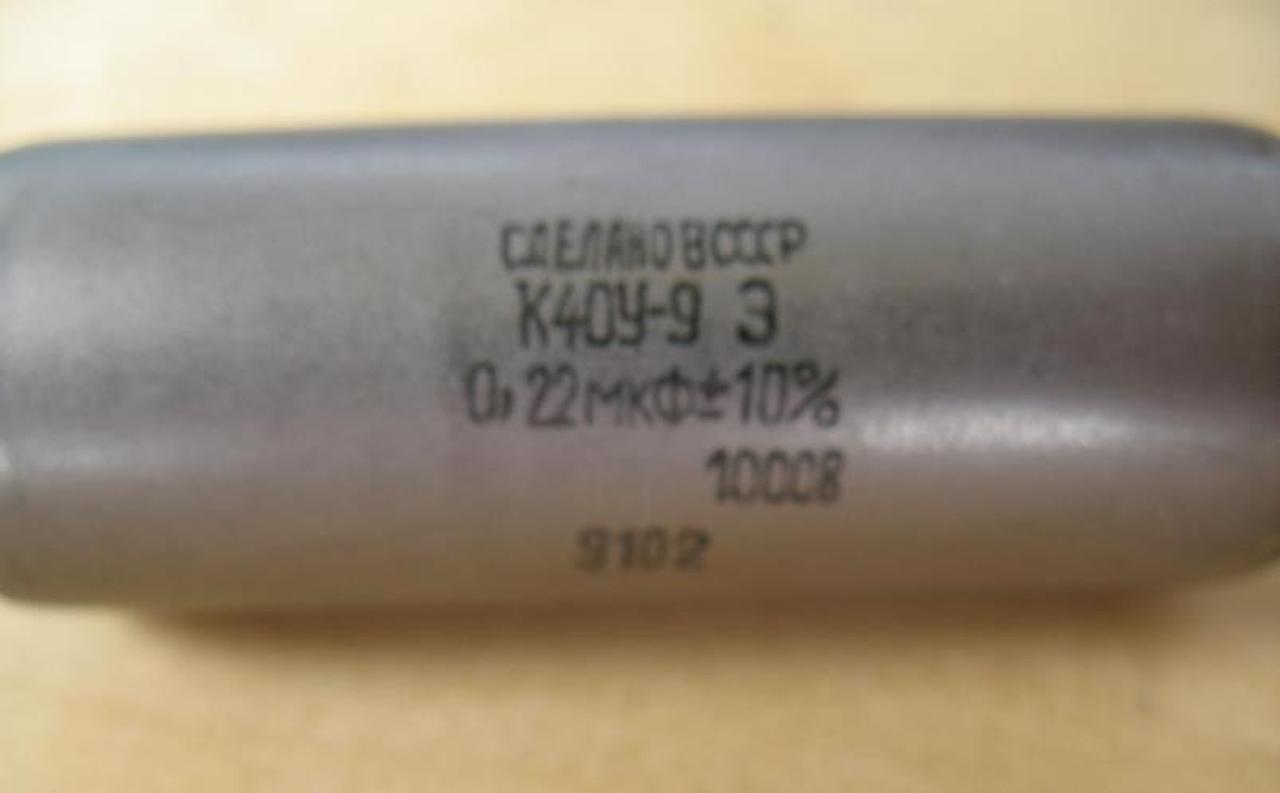 СДЕЛАНО В СССР
К40У-9 Э
0,22мкФ±10%
1000В
9102